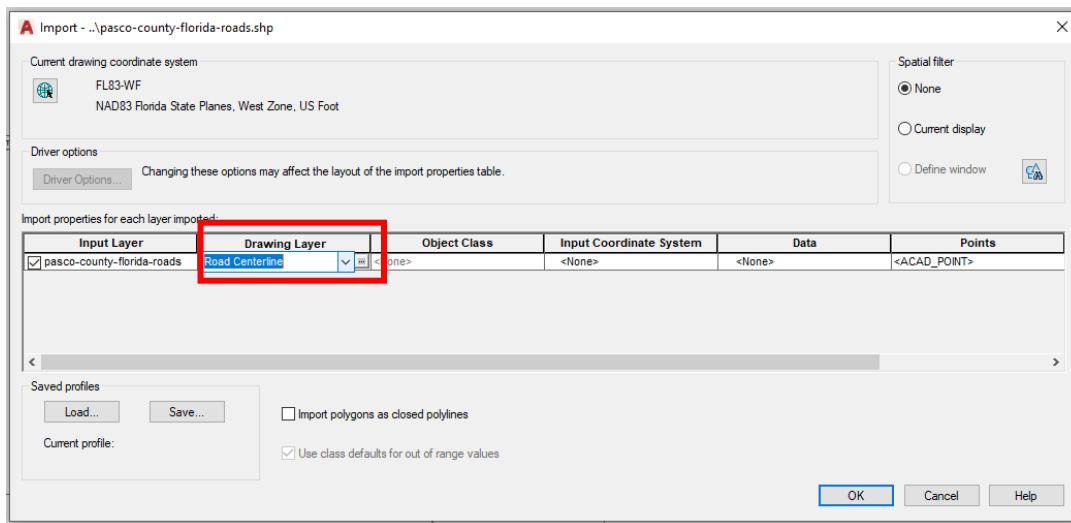 Import - ..\pasco-county-florida-roads.shp
Current drawing coordinate system
FL83-WF
NAD83 Florida State Planes, West Zone, US Foot
Spatial filter
None
Current display
Define window
Driver options
Driver Options...
Changing these options may affect the layout of the import properties table.
Import properties for each layer imported:
Input Layer Drawing Layer Object Class Input Coordinate System Data Points
pasco-county-florida-roads Road Centerline <None> <None> <None> <ACAD_POINT>
Saved profiles
Load... Save...
Current profile:
Import polygons as closed polylines
Use class defaults for out of range values
OK Cancel Help